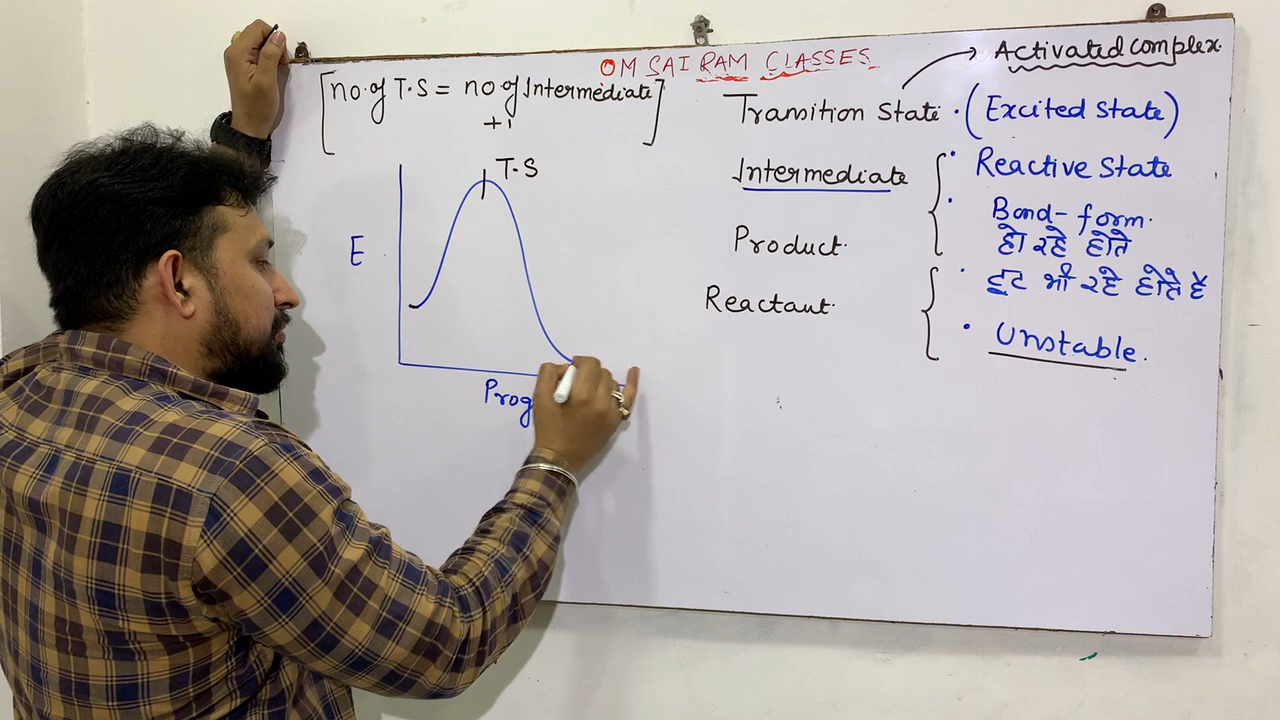 OM SAI RAM CLASSES
[no. of T.S = no of Intermediate]
+1
T.S
E
Prog
Activated complex.
Transition State. (Excited State)
Intermediate
Product.
Reactant.
Reactive State
Bond-form.
हो रहे होते
टूट भी रहे होते हैं
Unstable.